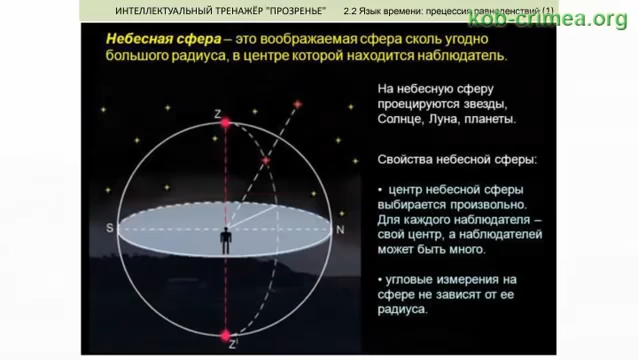 ИНТЕЛЛЕКТУАЛЬНЫЙ ТРЕНАЖЁР "ПРОЗРЕНЬЕ" 2.2 Язык времени: прецессия равноденствий (1)
kob-crimea.org
Небесная сфера – это воображаемая сфера сколь угодно
большого радиуса, в центре которой находится наблюдатель.
На небесную сферу
проецируются звезды,
Солнце, Луна, планеты.
Свойства небесной сферы:
• центр небесной сферы
выбирается произвольно.
Для каждого наблюдателя –
свой центр, а наблюдателей
может быть много.
• угловые измерения на
сфере не зависят от ее
радиуса.
Z
S
N
Z'